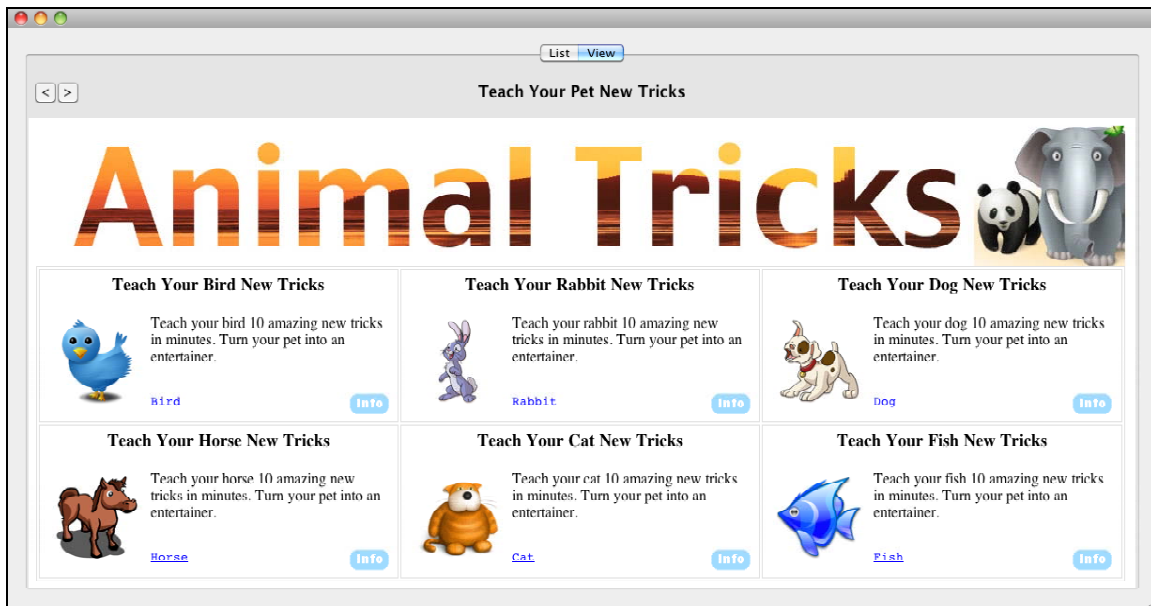 List View
< >
Teach Your Pet New Tricks
Animal Tricks
Teach Your Bird New Tricks
Teach your bird 10 amazing new tricks
in minutes. Turn your pet into an
entertainer.
Bird Info
Teach Your Rabbit New Tricks
Teach your rabbit 10 amazing new
tricks in minutes. Turn your pet into an
entertainer.
Rabbit Info
Teach Your Dog New Tricks
Teach your dog 10 amazing new tricks
in minutes. Turn your pet into an
entertainer.
Dog Info
Teach Your Horse New Tricks
Teach your horse 10 amazing new
tricks in minutes. Turn your pet into an
entertainer.
Horse Info
Teach Your Cat New Tricks
Teach your cat 10 amazing new tricks
in minutes. Turn your pet into an
entertainer.
Cat Info
Teach Your Fish New Tricks
Teach your fish 10 amazing new tricks
in minutes. Turn your pet into an
entertainer.
Fish Info